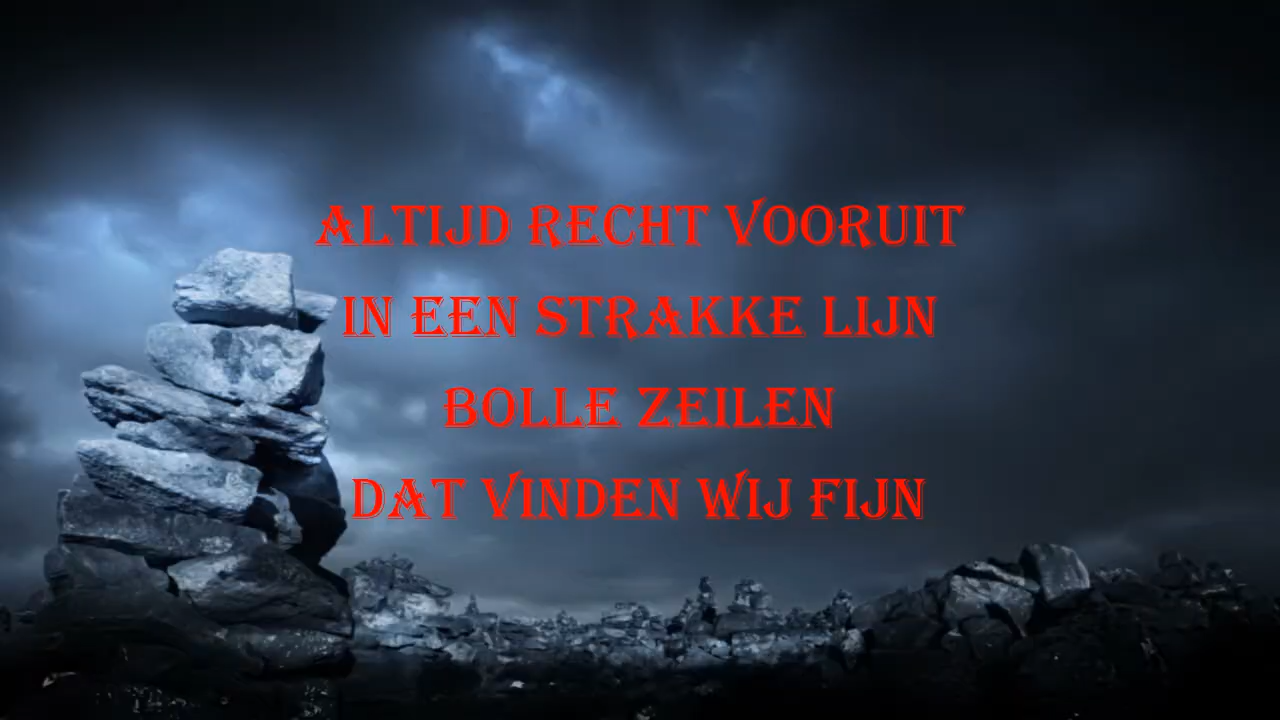 ALTIJD RECHT VOORUIT
IN EEN STRAKKE LIJN
BOLLE ZEILEN
DAT VINDEN WIJ FIJN